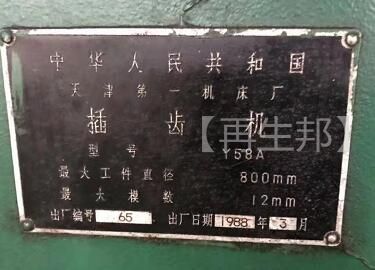 中华人民共和国
天津第一机床厂
插齿机
型号 Y58A
最大工件直径 800mm
最大模数 12mm
出厂编号 65 出厂日期 1988 年 3 月
【再生邦】